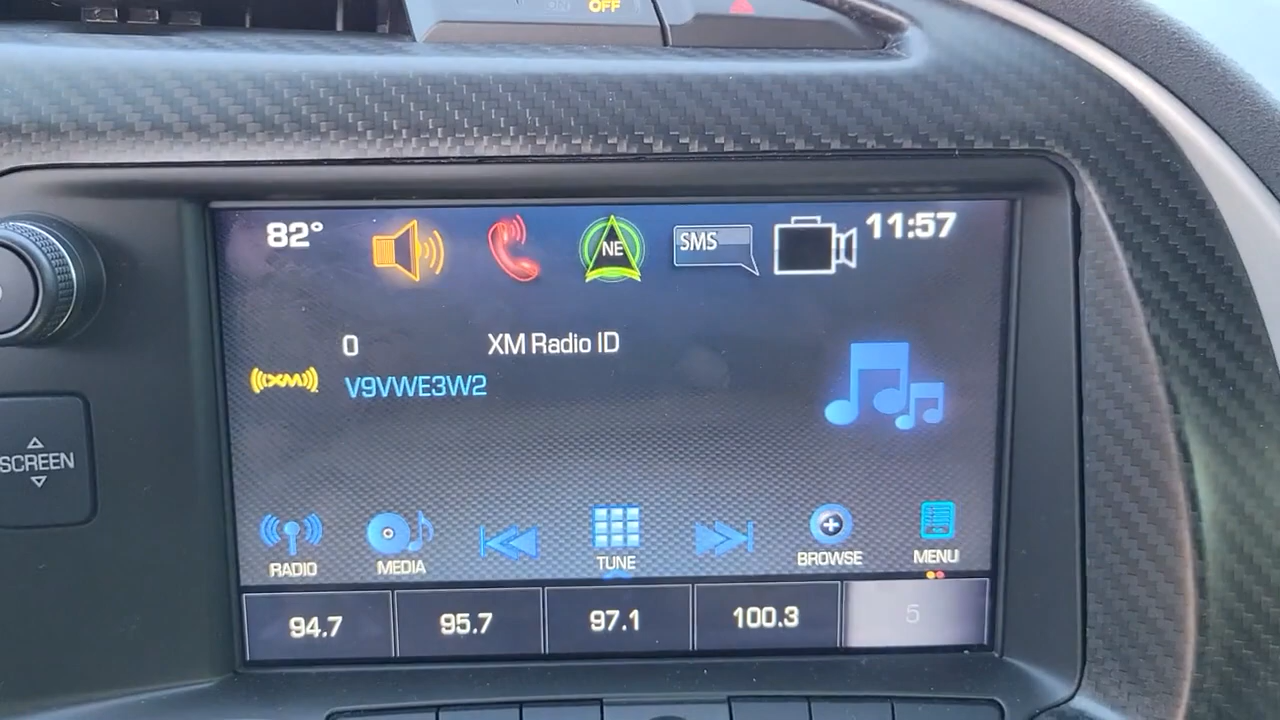 ON OFF
82° NE SMS 11:57
0 XM Radio ID
((XM)) V9VWE3W2
SCREEN
RADIO MEDIA TUNE BROWSE MENU
94.7 95.7 97.1 100.3 5